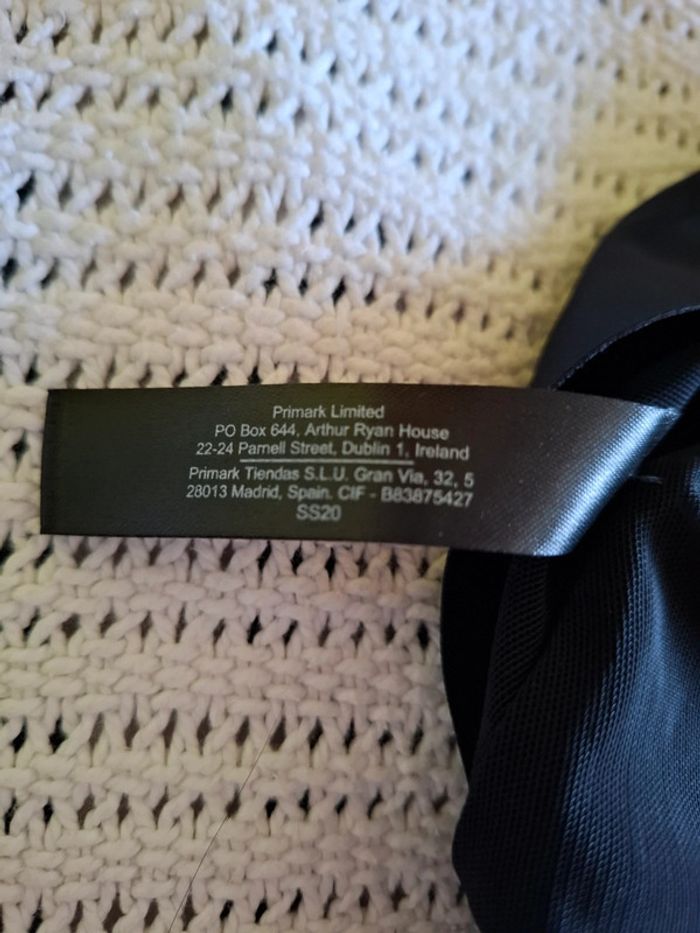 Primark Limited
PO Box 644, Arthur Ryan House
22-24 Parnell Street, Dublin 1, Ireland
Primark Tiendas S.L.U. Gran Via, 32, 5
28013 Madrid, Spain. CIF - B83875427
SS20